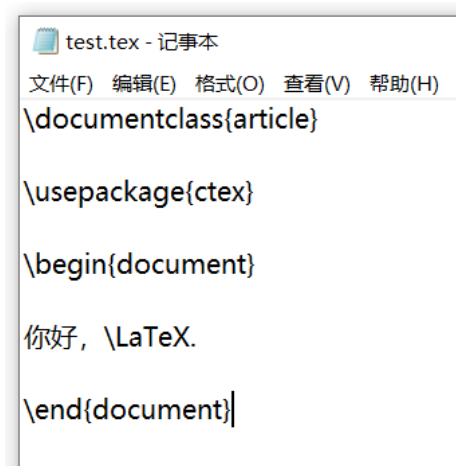 test.tex - 记事本
文件(F) 编辑(E) 格式(O) 查看(V) 帮助(H)
\documentclass{article}
\usepackage{ctex}
\begin{document}
你好，\LaTeX.
\end{document}